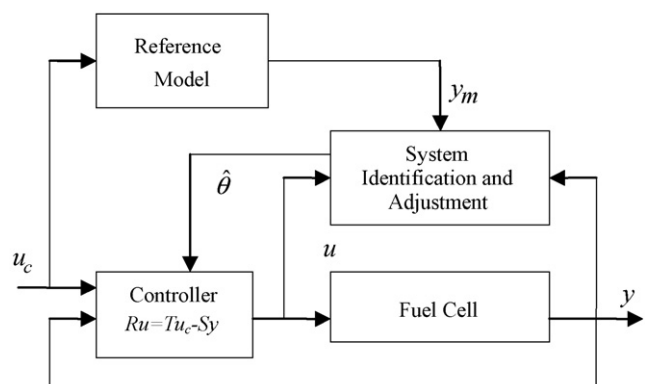 Reference
Model
y_m
System
Identification and
Adjustment
θ̂
u_c
u
Controller
Ru=Tu_c-Sy
Fuel Cell
y